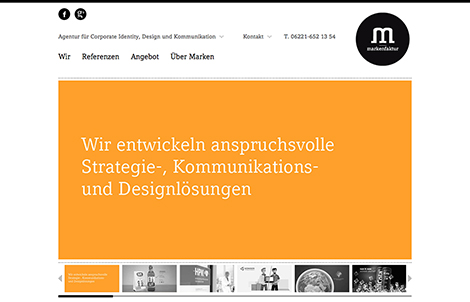 Agentur für Corporate Identity, Design und Kommunikation Kontakt T. 06221-652 13 54
m
markenfaktur
Wir Referenzen Angebot Über Marken
Wir entwickeln anspruchsvolle
Strategie-, Kommunikations-
und Designlösungen